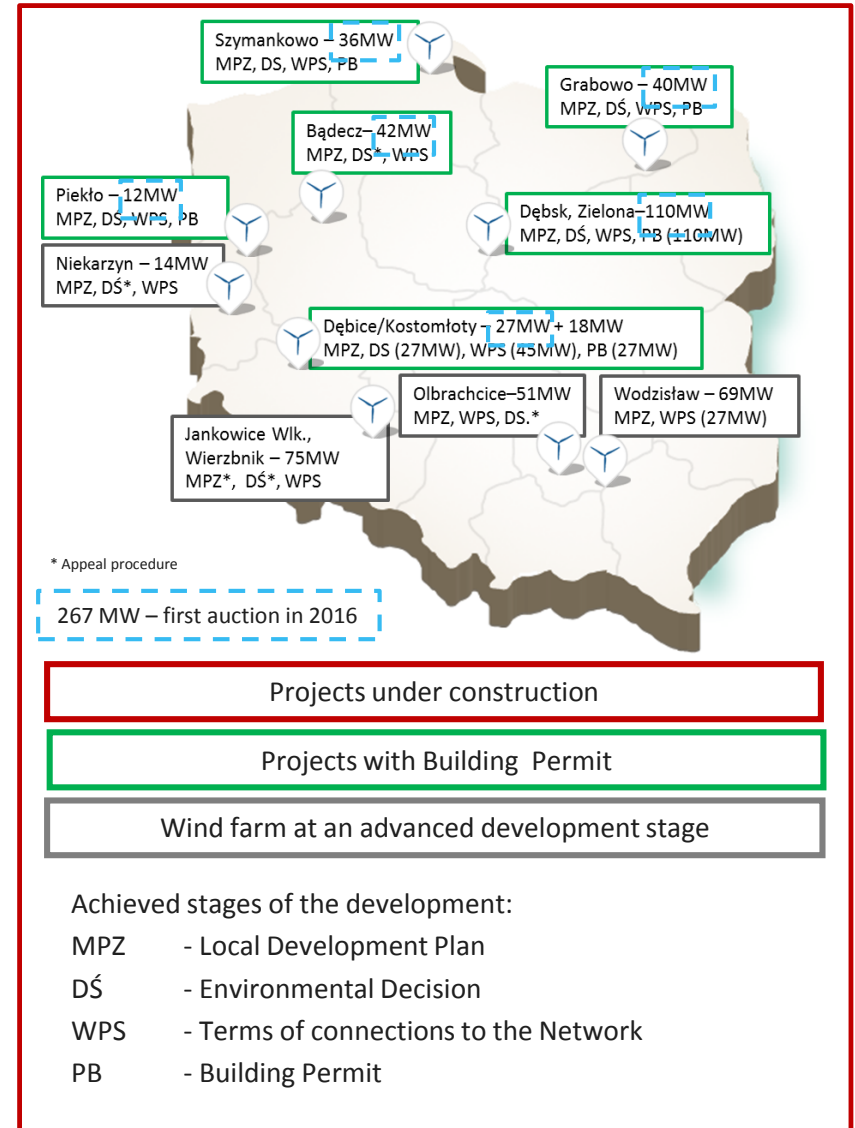 Szymankowo – 36MW
MPZ, DS, WPS, PB
Grabowo – 40MW
MPZ, DŚ, WPS, PB
Bądecz– 42MW
MPZ, DS*, WPS
Piekło – 12MW
MPZ, DŚ, WPS, PB
Dębsk, Zielona–110MW
MPZ, DŚ, WPS, PB (110MW)
Niekarzyn – 14MW
MPZ, DŚ*, WPS
Dębice/Kostomłoty – 27MW + 18MW
MPZ, DS (27MW), WPS (45MW), PB (27MW)
Olbrachcice–51MW
MPZ, WPS, DS.*
Wodzisław – 69MW
MPZ, WPS (27MW)
Jankowice Wlk.,
Wierzbnik – 75MW
MPZ*, DŚ*, WPS
* Appeal procedure
267 MW – first auction in 2016
Projects under construction
Projects with Building Permit
Wind farm at an advanced development stage
Achieved stages of the development:
MPZ - Local Development Plan
DŚ - Environmental Decision
WPS - Terms of connections to the Network
PB - Building Permit